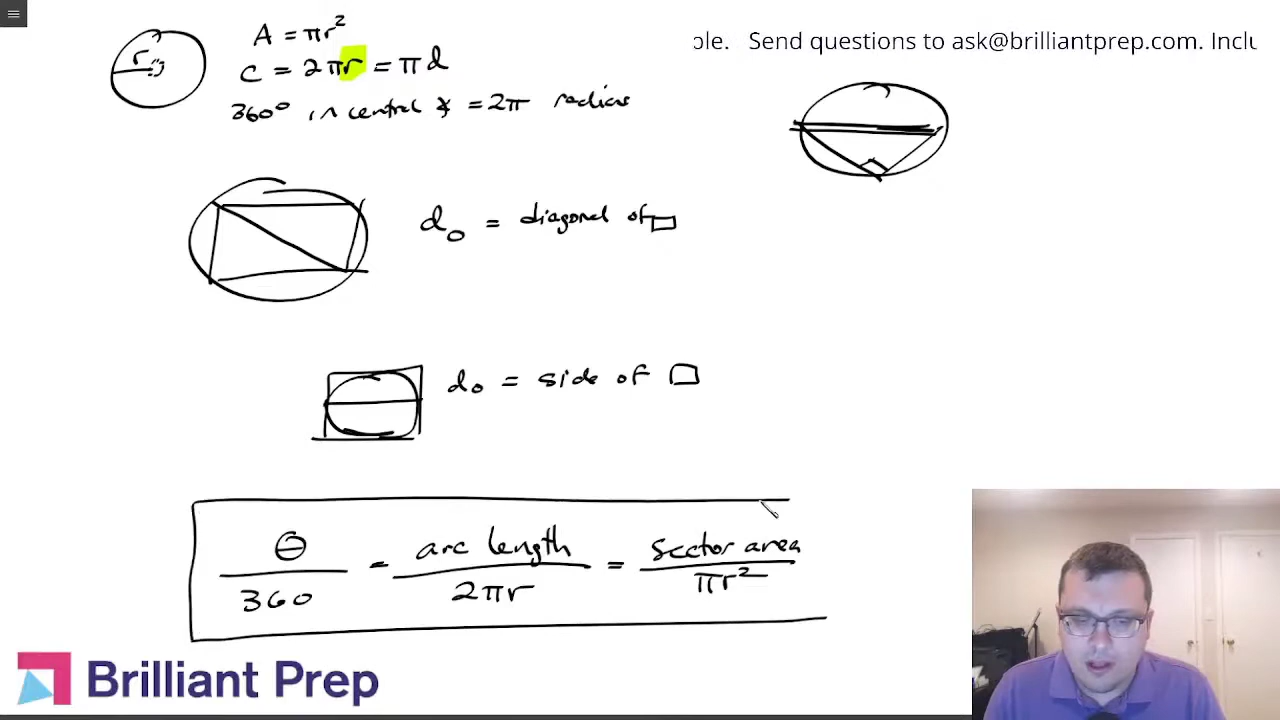 r
A = πr²
C = 2πr = πd
360° in central ∡ = 2π radians
ple. Send questions to ask@brilliantprep.com. Inclu
d○ = diagonal of ▭
d○ = side of □
θ/360 = arc length/2πr = sector area/πr²
Brilliant Prep